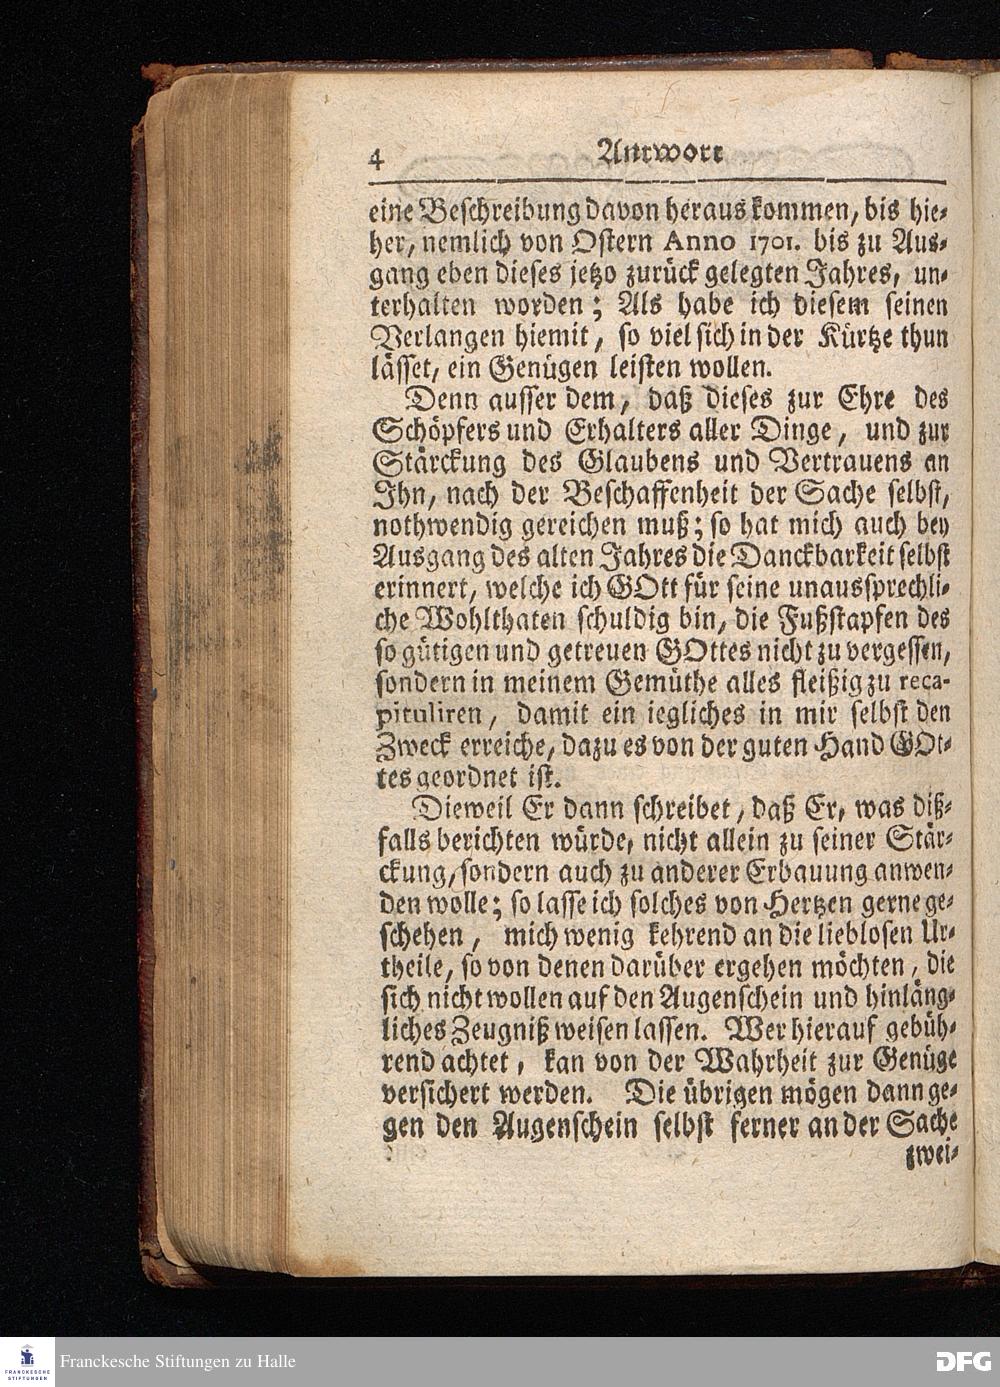 4 Antwort
eine Beschreibung davon heraus kommen, bis hie-
her, nemlich von Ostern Anno 1701. bis zu Aus-
gang eben dieses jetzo zurück gelegten Jahres, un-
terhalten worden; Als habe ich diesem seinen
Verlangen hiemit, so viel sich in der Kürtze thun
lässet, ein Genügen leisten wollen.
Denn ausser dem, daß dieses zur Ehre des
Schöpfers und Erhalters aller Dinge, und zur
Stärckung des Glaubens und Vertrauens an
Ihn, nach der Beschaffenheit der Sache selbst,
nothwendig gereichen muß; so hat mich auch bey
Ausgang des alten Jahres die Danckbarkeit selbst
erinnert, welche ich GOtt für seine unaussprechli-
che Wohlthaten schuldig bin, die Fußstapfen des
so gütigen und getreuen GOttes nicht zu vergessen,
sondern in meinem Gemüthe alles fleißig zu reca-
pituliren, damit ein iegliches in mir selbst den
Zweck erreiche, dazu es von der guten Hand GOt-
tes geordnet ist.
Dieweil Er dann schreibet, daß Er, was diß-
falls berichten würde, nicht allein zu seiner Stär-
ckung, sondern auch zu anderer Erbauung anwen-
den wolle; so lasse ich solches von Hertzen gerne ge-
schehen, mich wenig kehrend an die lieblosen Ur-
theile, so von denen darüber ergehen möchten, die
sich nicht wollen auf den Augenschein und hinläng-
liches Zeugniß weisen lassen. Wer hierauf gebüh-
rend achtet, kan von der Wahrheit zur Genüge
versichert werden. Die übrigen mögen dann ge-
gen den Augenschein selbst ferner an der Sache
zwei-
FRANCKESCHE
STIFTUNGEN
Franckesche Stiftungen zu Halle
DFG